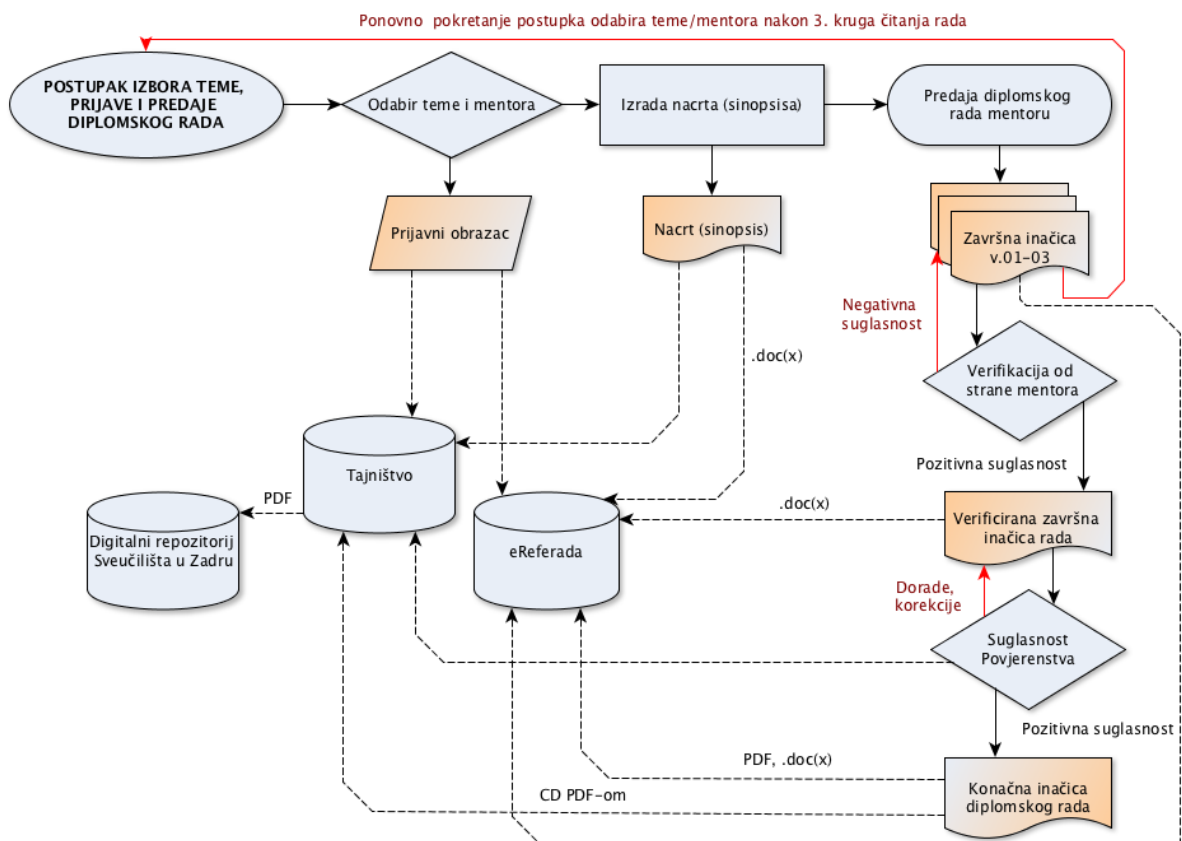 Ponovno pokretanje postupka odabira teme/mentora nakon 3. kruga čitanja rada
POSTUPAK IZBORA TEME,
PRIJAVE I PREDAJE
DIPLOMSKOG RADA
Odabir teme i mentora
Izrada nacrta (sinopsisa)
Predaja diplomskog
rada mentoru
Prijavni obrazac
Nacrt (sinopsis)
Završna inačica
v.01-03
Negativna
suglasnost
.doc(x)
Verifikacija od
strane mentora
Pozitivna suglasnost
Tajništvo
PDF
Digitalni repozitorij
Sveučilišta u Zadru
eReferada
.doc(x)
Verificirana završna
inačica rada
Dorade,
korekcije
Suglasnost
Povjerenstva
Pozitivna suglasnost
PDF, .doc(x)
CD PDF-om
Konačna inačica
diplomskog rada